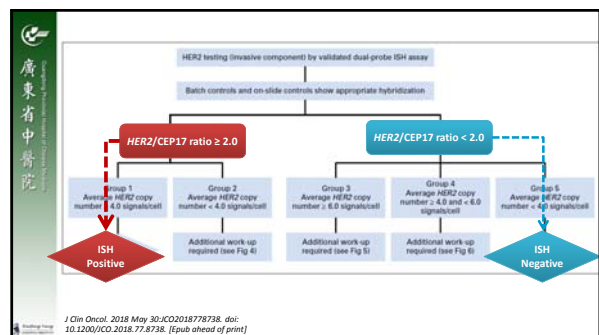 廣東省中醫院
Guangdong Provincial Hospital of Chinese Medicine
HER2 testing (invasive component) by validated dual-probe ISH assay
Batch controls and on-slide controls show appropriate hybridization
HER2/CEP17 ratio ≥ 2.0
HER2/CEP17 ratio < 2.0
Group 1
Average HER2 copy
number ≥ 4.0 signals/cell
Group 2
Average HER2 copy
number < 4.0 signals/cell
Group 3
Average HER2 copy
number ≥ 6.0 signals/cell
Group 4
Average HER2 copy
number ≥ 4.0 and < 6.0
signals/cell
Group 5
Average HER2 copy
number < 4.0 signals/cell
ISH
Positive
Additional work-up
required (see Fig 4)
Additional work-up
required (see Fig 5)
Additional work-up
required (see Fig 6)
ISH
Negative
J Clin Oncol. 2018 May 30:JCO2018778738. doi:
10.1200/JCO.2018.77.8738. [Epub ahead of print]